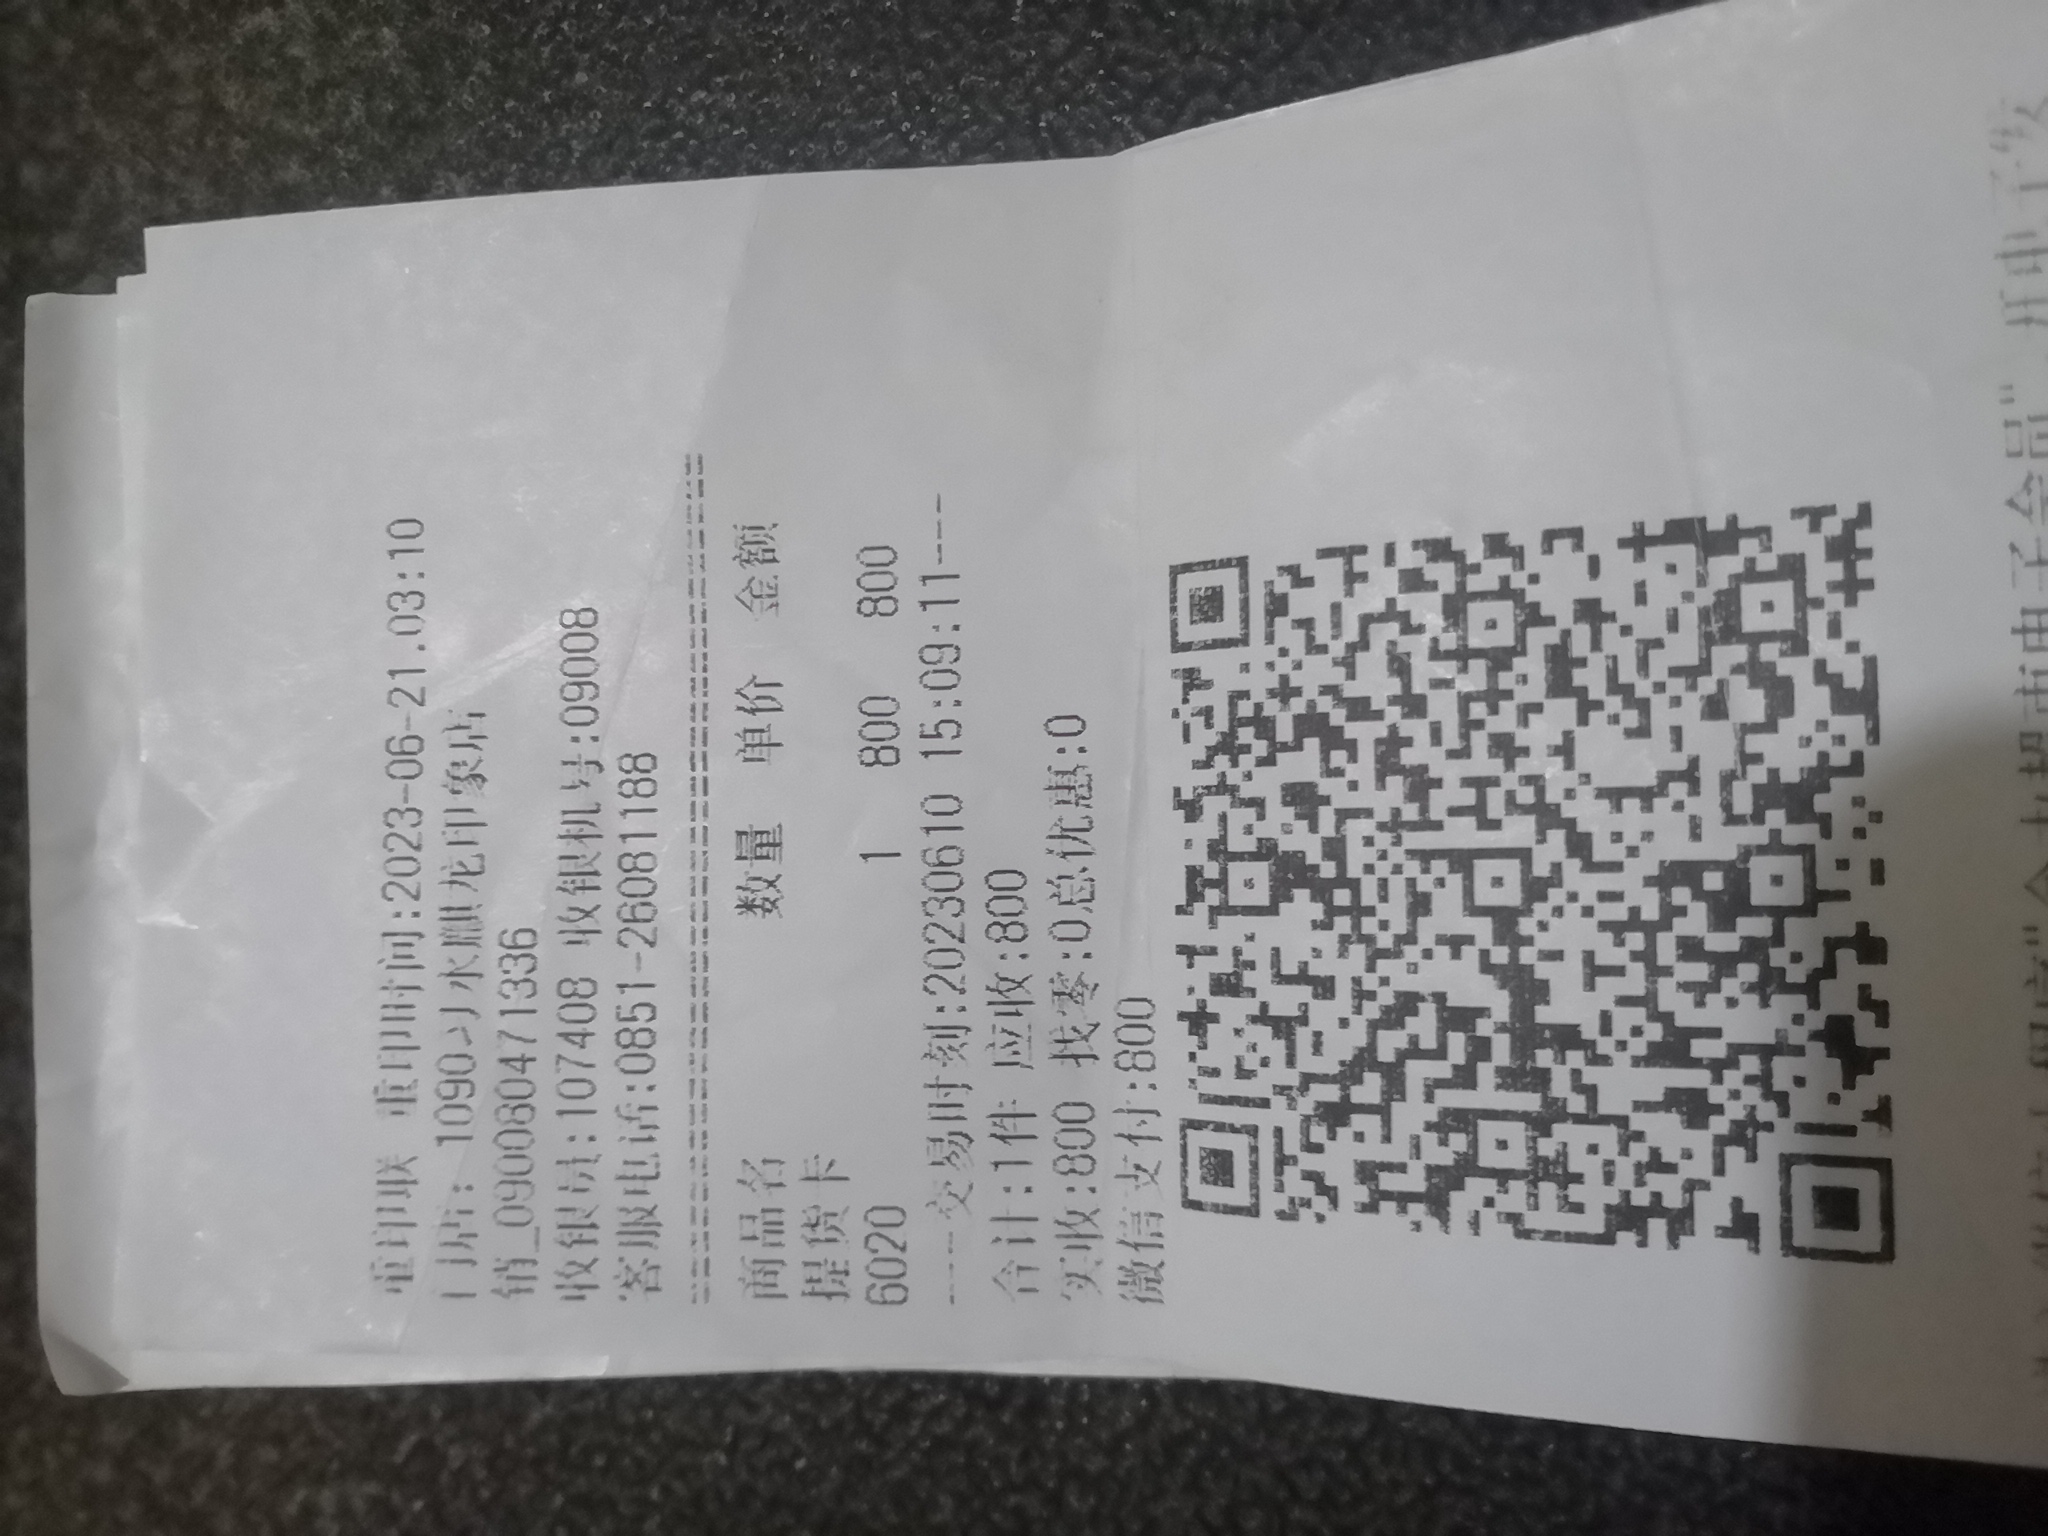 重印联 重印时间:2023-06-21.03:10
门店: 1090习水麒龙印象店
销_090080471336
收银员:107408 收银机号:09008
客服电话:0851-26081188
商品名 数量 单价 金额
提货卡
6020 1 800 800
----交易时刻:20230610 15:09:11----
合计:1件 应收:800
实收:800 找零:0总优惠:0
微信支付:800